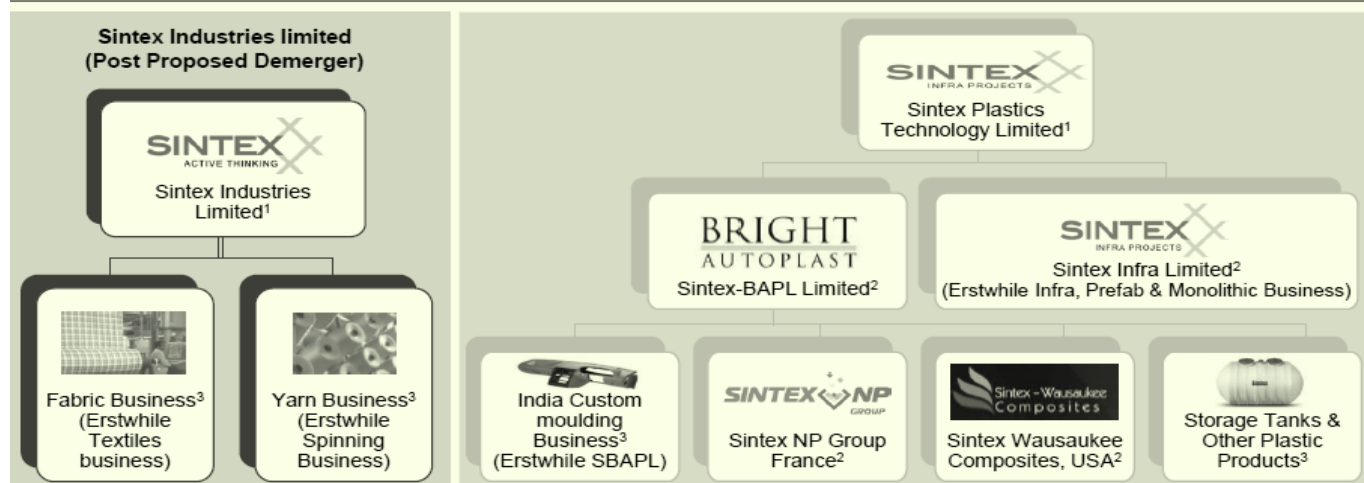 Sintex Industries limited
(Post Proposed Demerger)
SINTEX
ACTIVE THINKING
Sintex Industries
Limited¹
Fabric Business³
(Erstwhile
Textiles
business)
Yarn Business³
(Erstwhile
Spinning
Business)
SINTEX
INFRA PROJECTS
Sintex Plastics
Technology Limited¹
BRIGHT
AUTOPLAST
Sintex-BAPL Limited²
SINTEX
INFRA PROJECTS
Sintex Infra Limited²
(Erstwhile Infra, Prefab & Monolithic Business)
India Custom
moulding
Business³
(Erstwhile SBAPL)
SINTEX NP
GROUP
Sintex NP Group
France²
Sintex-Wausaukee
Composites
Sintex Wausaukee
Composites, USA²
Storage Tanks &
Other Plastic
Products³